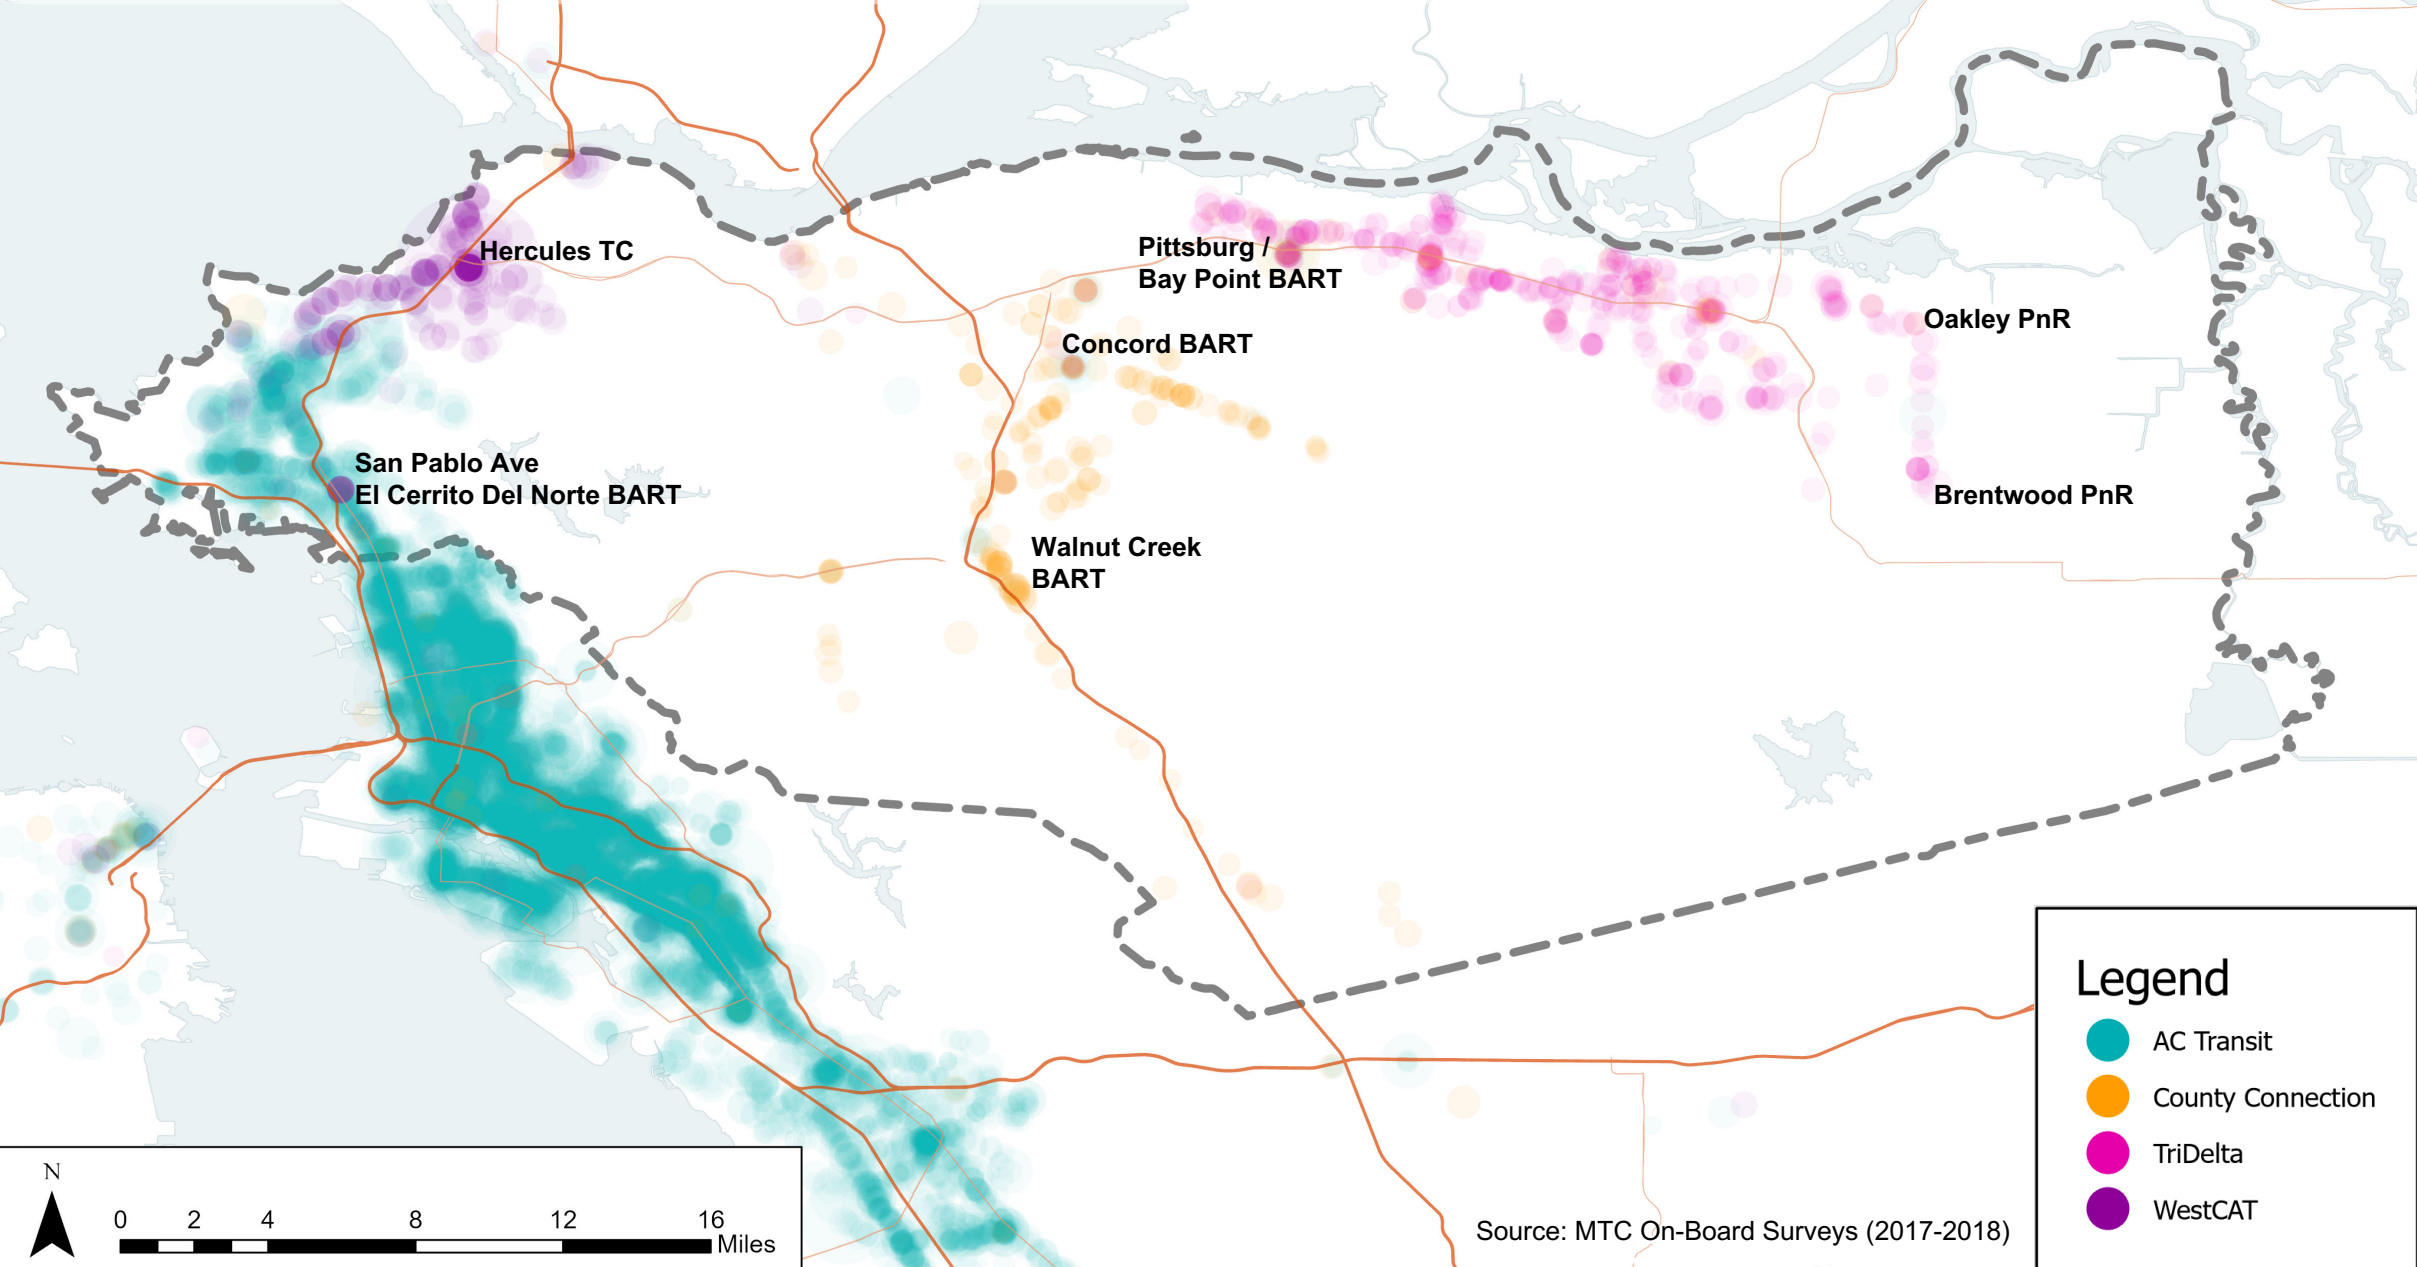 Hercules TC
Pittsburg /
Bay Point BART
Oakley PnR
Concord BART
San Pablo Ave
El Cerrito Del Norte BART
Brentwood PnR
Walnut Creek
BART
Legend
AC Transit
County Connection
TriDelta
WestCAT
N
0 2 4 8 12 16
Miles
Source: MTC On-Board Surveys (2017-2018)